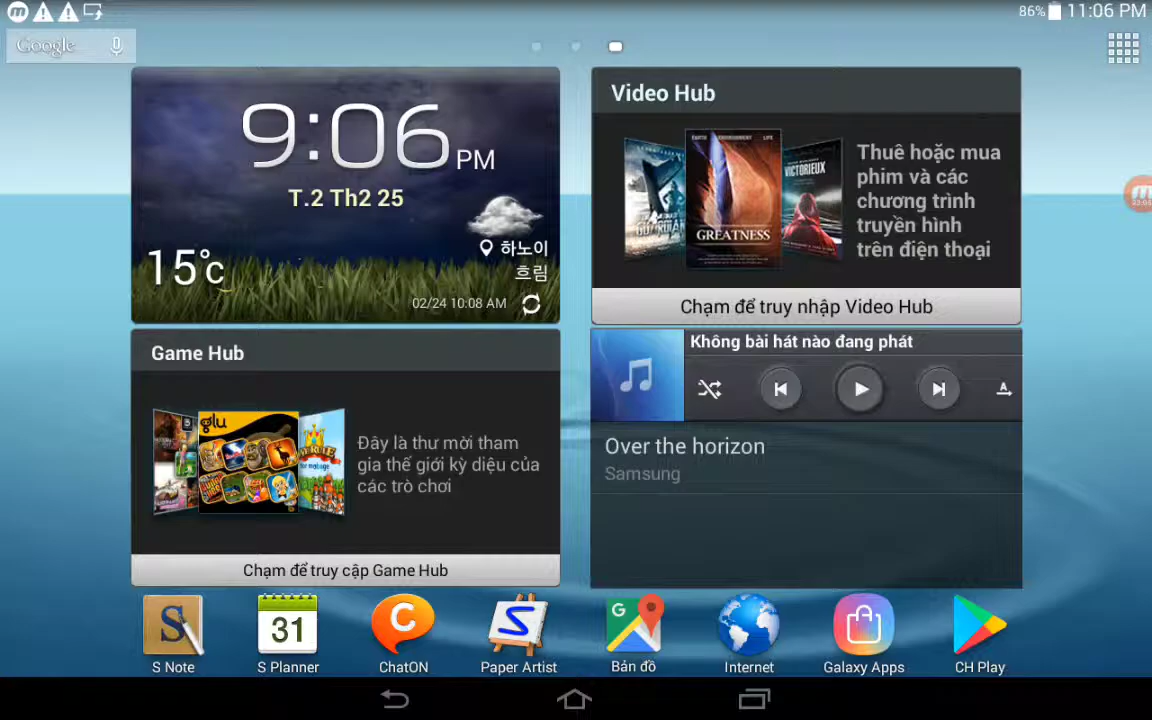 86%
11:06 PM
Google
9:06 PM
T.2 Th2 25
15°c
하노이
흐림
02/24 10:08 AM
Video Hub
GREATNESS
VICTORIEUX
Thuê hoặc mua
phim và các
chương trình
truyền hình
trên điện thoại
Chạm để truy nhập Video Hub
Game Hub
glu
Đây là thư mời tham
gia thế giới kỳ diệu của
các trò chơi
Chạm để truy cập Game Hub
Không bài hát nào đang phát
A
Over the horizon
Samsung
S
31
C
S
G
S Note
S Planner
ChatON
Paper Artist
Bản đồ
Internet
Galaxy Apps
CH Play